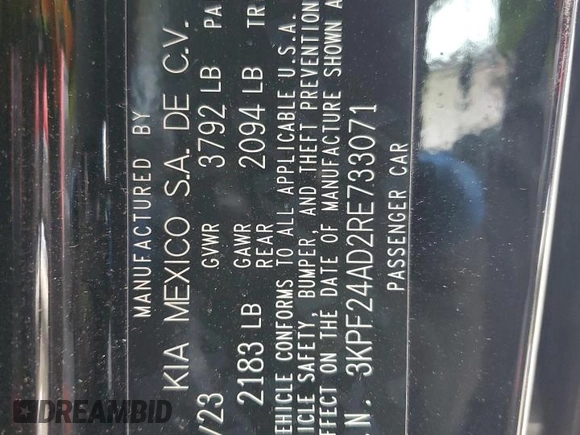 MANUFACTURED BY
KIA MEXICO S.A. DE C.V.
/23 GVWR 3792 LB PA
2183 LB GAWR REAR 2094 LB TR
EHICLE CONFORMS TO ALL APPLICABLE U.S.A.
ICLE SAFETY, BUMPER, AND THEFT PREVENTION
FFECT ON THE DATE OF MANUFACTURE SHOWN A
N. 3KPF24AD2RE733071
PASSENGER CAR
DREAMBID